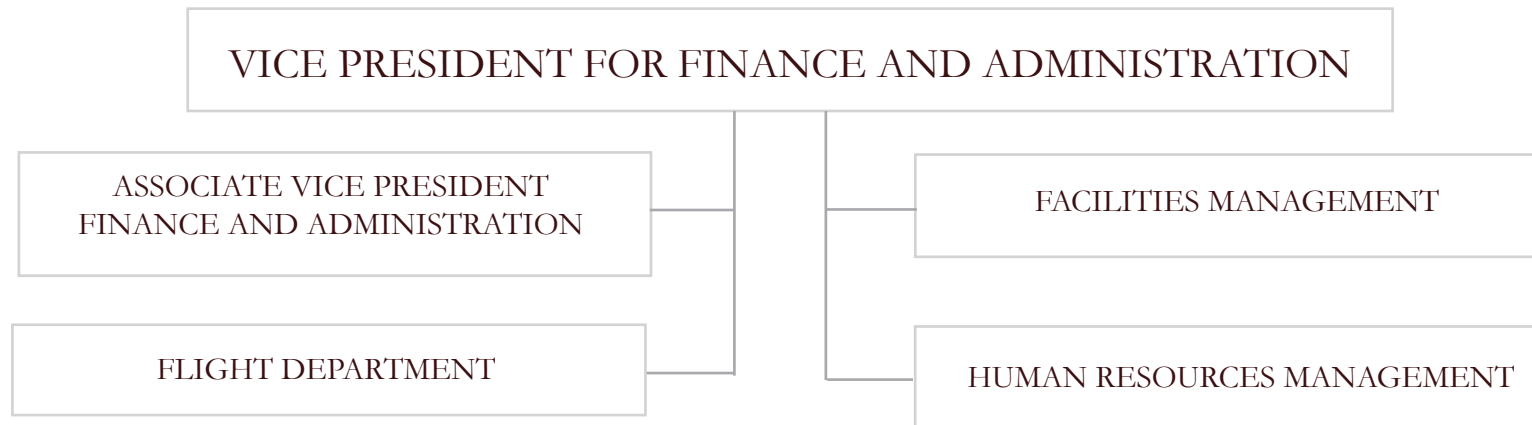 VICE PRESIDENT FOR FINANCE AND ADMINISTRATION
ASSOCIATE VICE PRESIDENT
FINANCE AND ADMINISTRATION
FACILITIES MANAGEMENT
FLIGHT DEPARTMENT
HUMAN RESOURCES MANAGEMENT